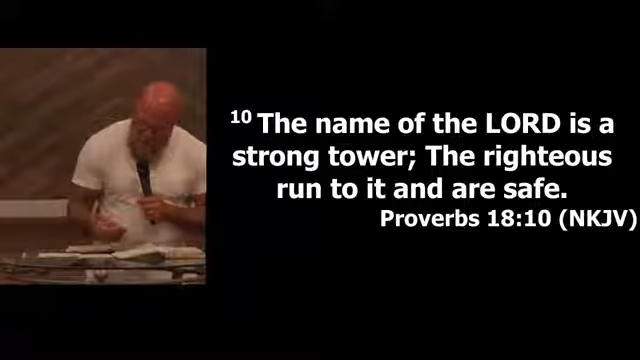 10 The name of the LORD is a
strong tower; The righteous
run to it and are safe.
Proverbs 18:10 (NKJV)